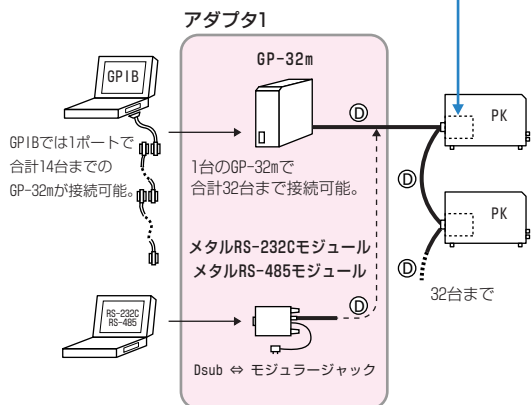 アダプタ1
GP-32m
GPIB
GPIBでは1ポートで
合計14台までの
GP-32mが接続可能。
1台のGP-32mで
合計32台まで接続可能。
D
PK
D
PK
D
32台まで
メタルRS-232Cモジュール
メタルRS-485モジュール
RS-232C
RS-485
D
Dsub ⇔ モジュラージャック